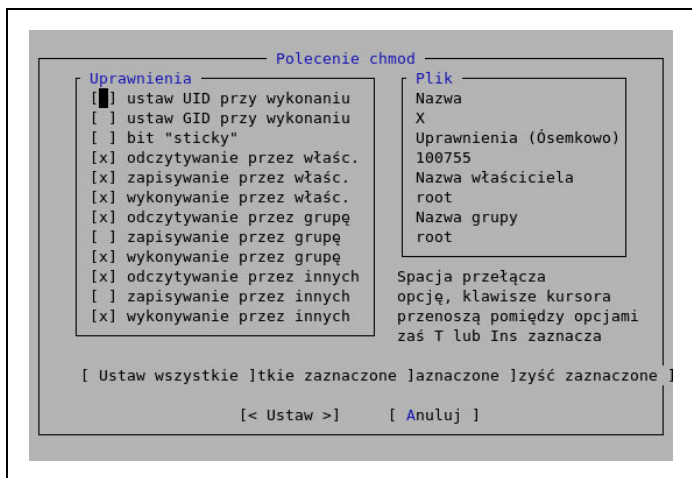 Polecenie chmod
Uprawnienia
[ ] ustaw UID przy wykonaniu
[ ] ustaw GID przy wykonaniu
[ ] bit "sticky"
[x] odczytywanie przez właśc.
[x] zapisywanie przez właśc.
[x] wykonywanie przez właśc.
[x] odczytywanie przez grupę
[ ] zapisywanie przez grupę
[x] wykonywanie przez grupę
[x] odczytywanie przez innych
[ ] zapisywanie przez innych
[x] wykonywanie przez innych
Plik
Nazwa
X
Uprawnienia (Ósemkowo)
100755
Nazwa właściciela
root
Nazwa grupy
root
Spacja przełącza
opcję, klawisze kursora
przenoszą pomiędzy opcjami
zaś T lub Ins zaznacza
[ Ustaw wszystkie ]tkie zaznaczone ]aznaczone ]zyść zaznaczone ]
[< Ustaw >] [ Anuluj ]